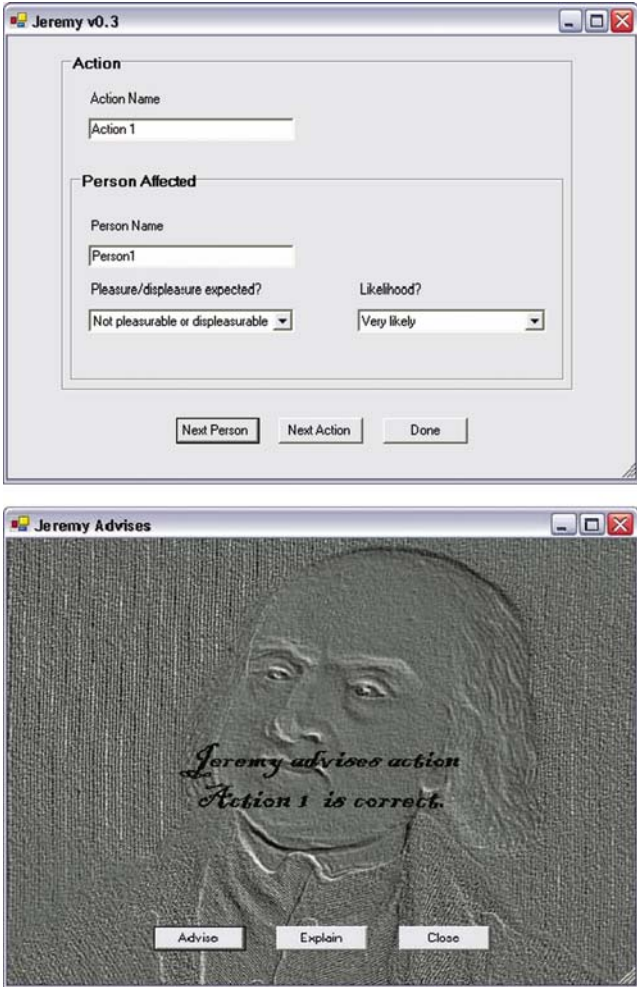 Jeremy v0.3
Action
Action Name
Action 1
Person Affected
Person Name
Person1
Pleasure/displeasure expected? Likelihood?
Not pleasurable or displeasurable Very likely
Next Person Next Action Done
Jeremy Advises
Jeremy advises action
Action 1 is correct.
Advise Explain Close